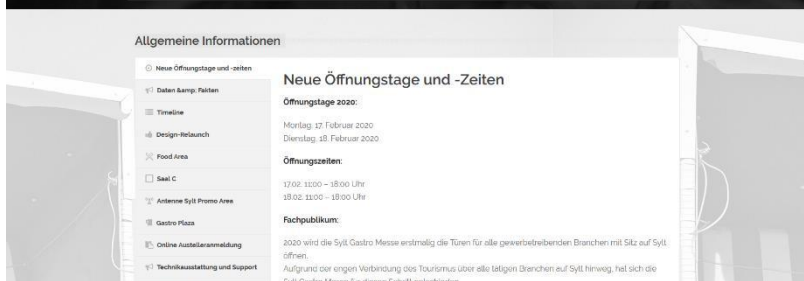 Allgemeine Informationen
Neue Öffnungstage und -zeiten
Daten &amp; Fakten
Timeline
Design-Relaunch
Food Area
Saal C
Antenne Sylt Promo Area
Gastro Plaza
Online Ausstelleranmeldung
Technikausstattung und Support
Neue Öffnungstage und -Zeiten
Öffnungstage 2020:
Montag, 17. Februar 2020
Dienstag, 18. Februar 2020
Öffnungszeiten:
17.02. 11:00 – 18:00 Uhr
18.02. 11:00 – 18:00 Uhr
Fachpublikum:
2020 wird die Sylt Gastro Messe erstmalig die Türen für alle gewerbetreibenden Branchen mit Sitz auf Sylt
öffnen.
Aufgrund der engen Verbindung des Tourismus über alle tätigen Branchen auf Sylt hinweg, hat sich die